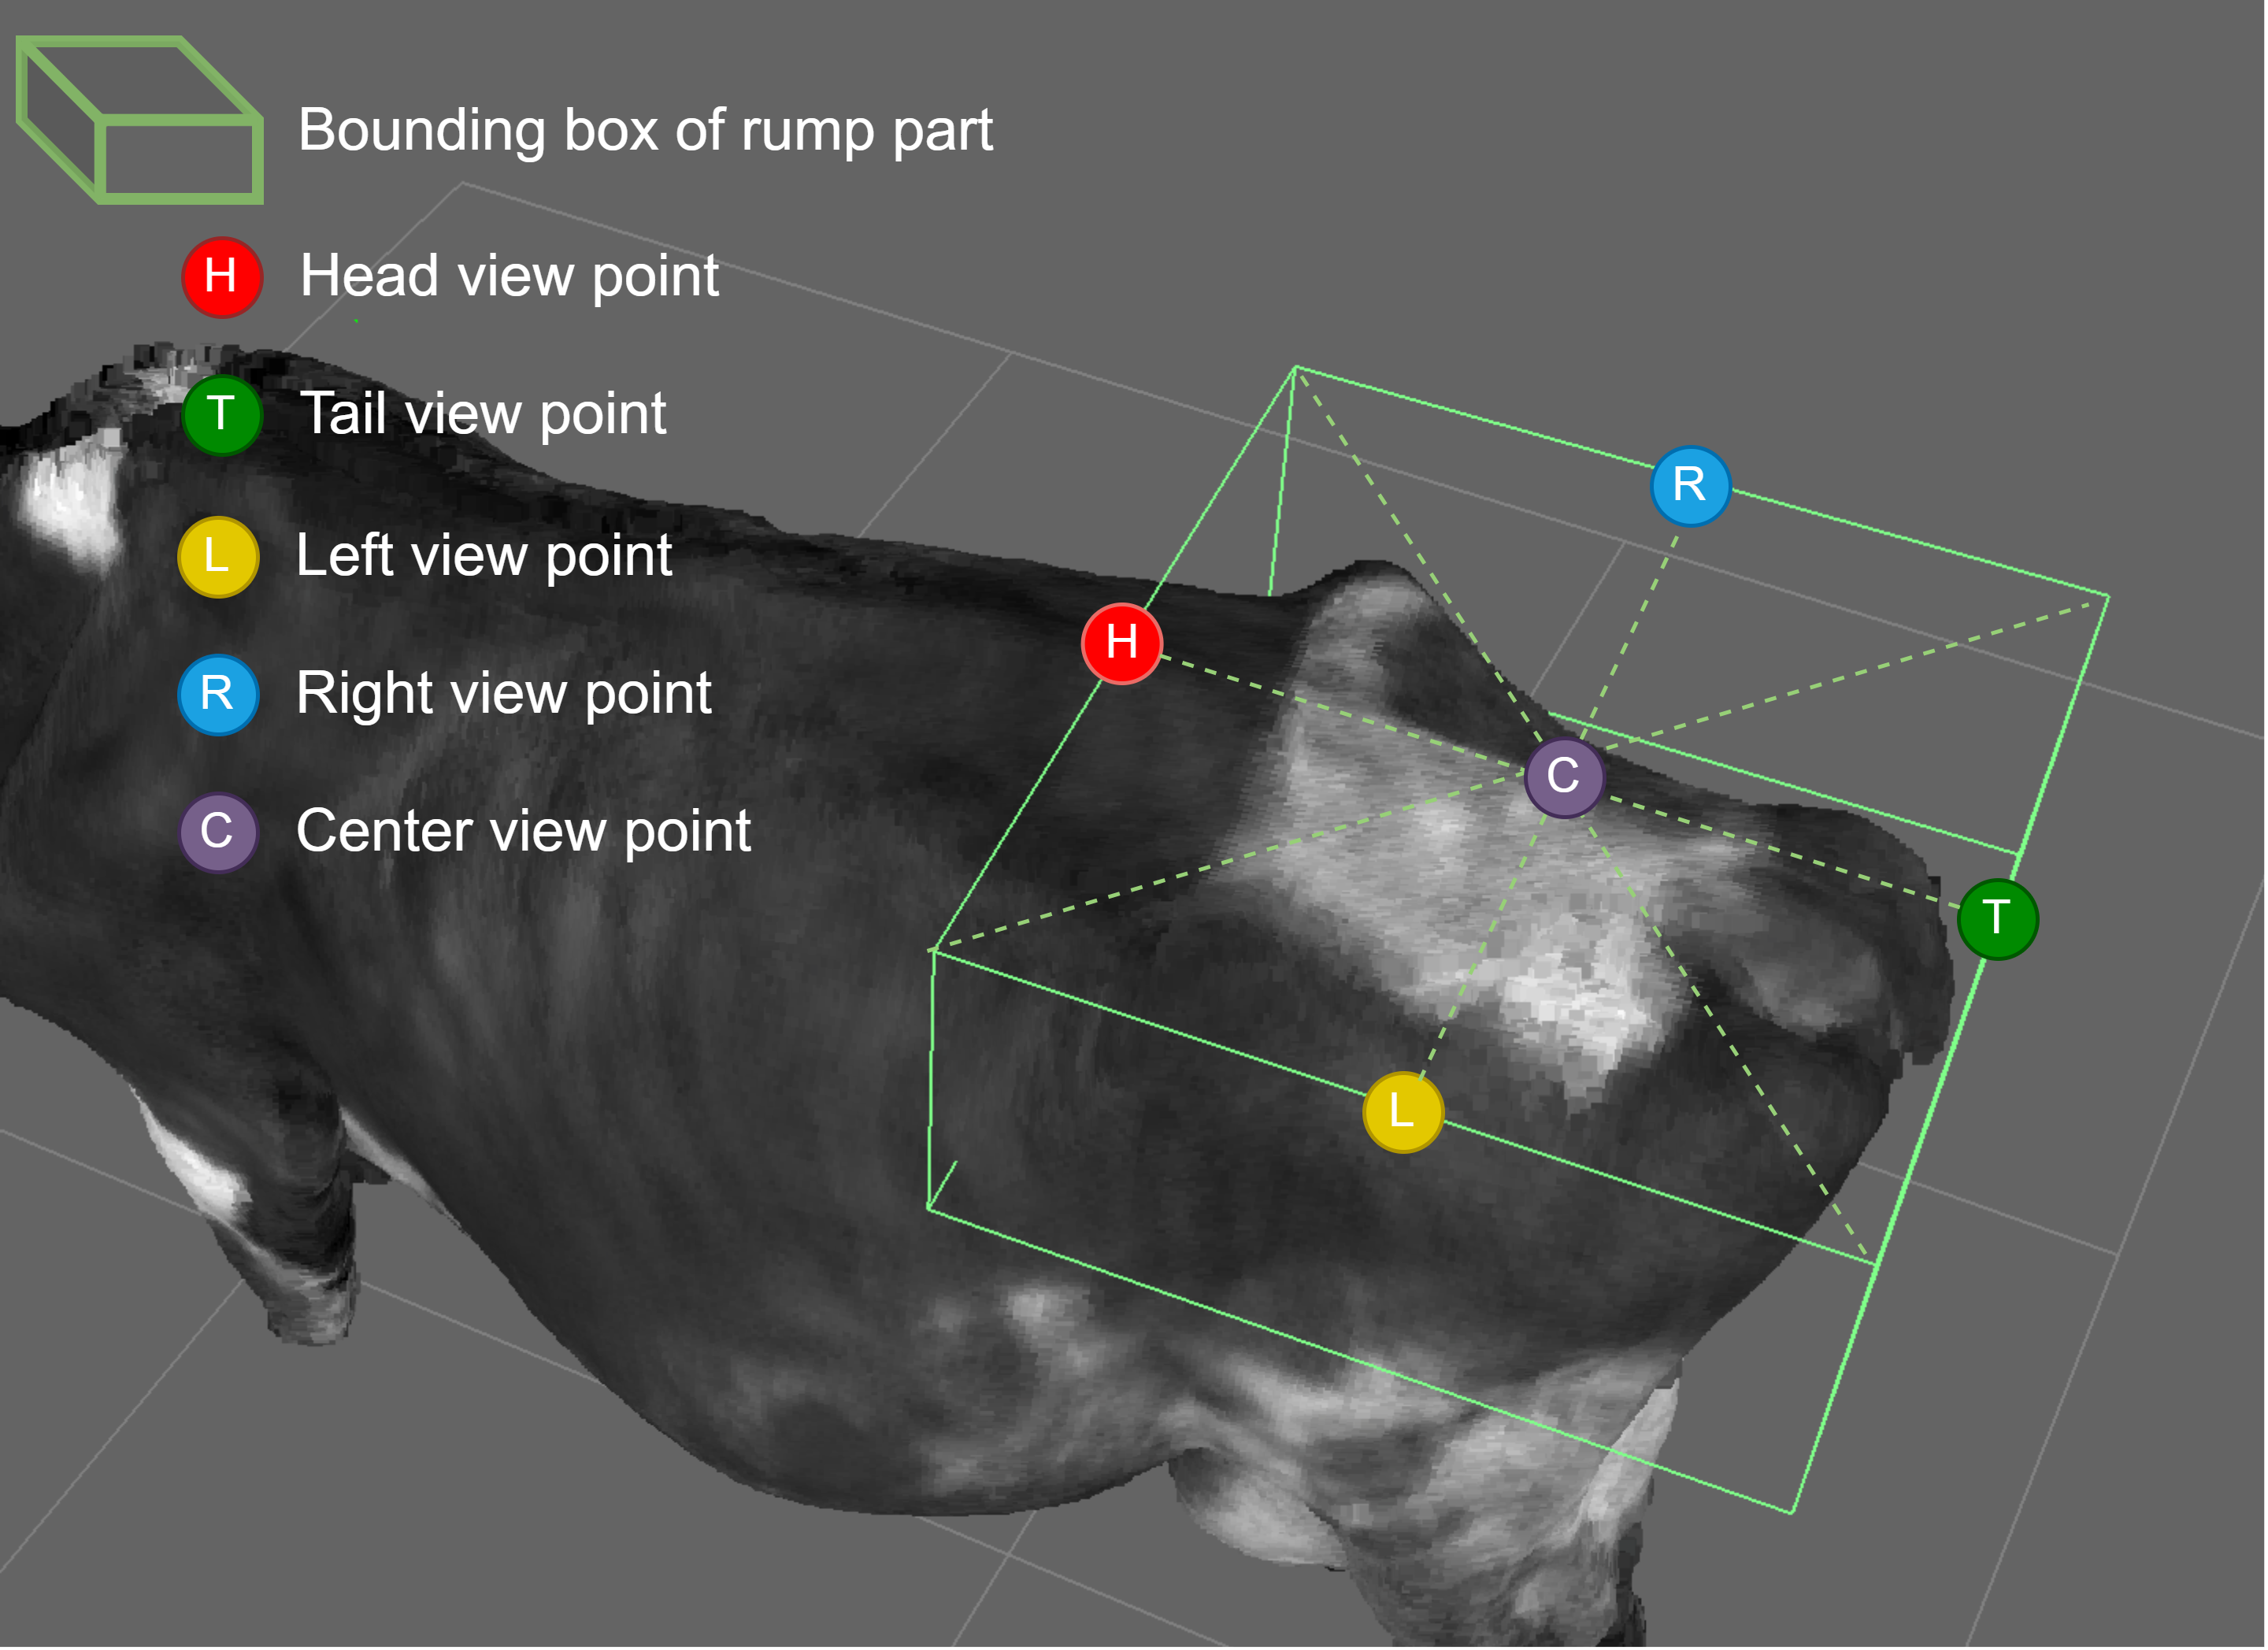 Bounding box of rump part
H Head view point
T Tail view point
L Left view point
R Right view point
C Center view point
R
H
C
T
L